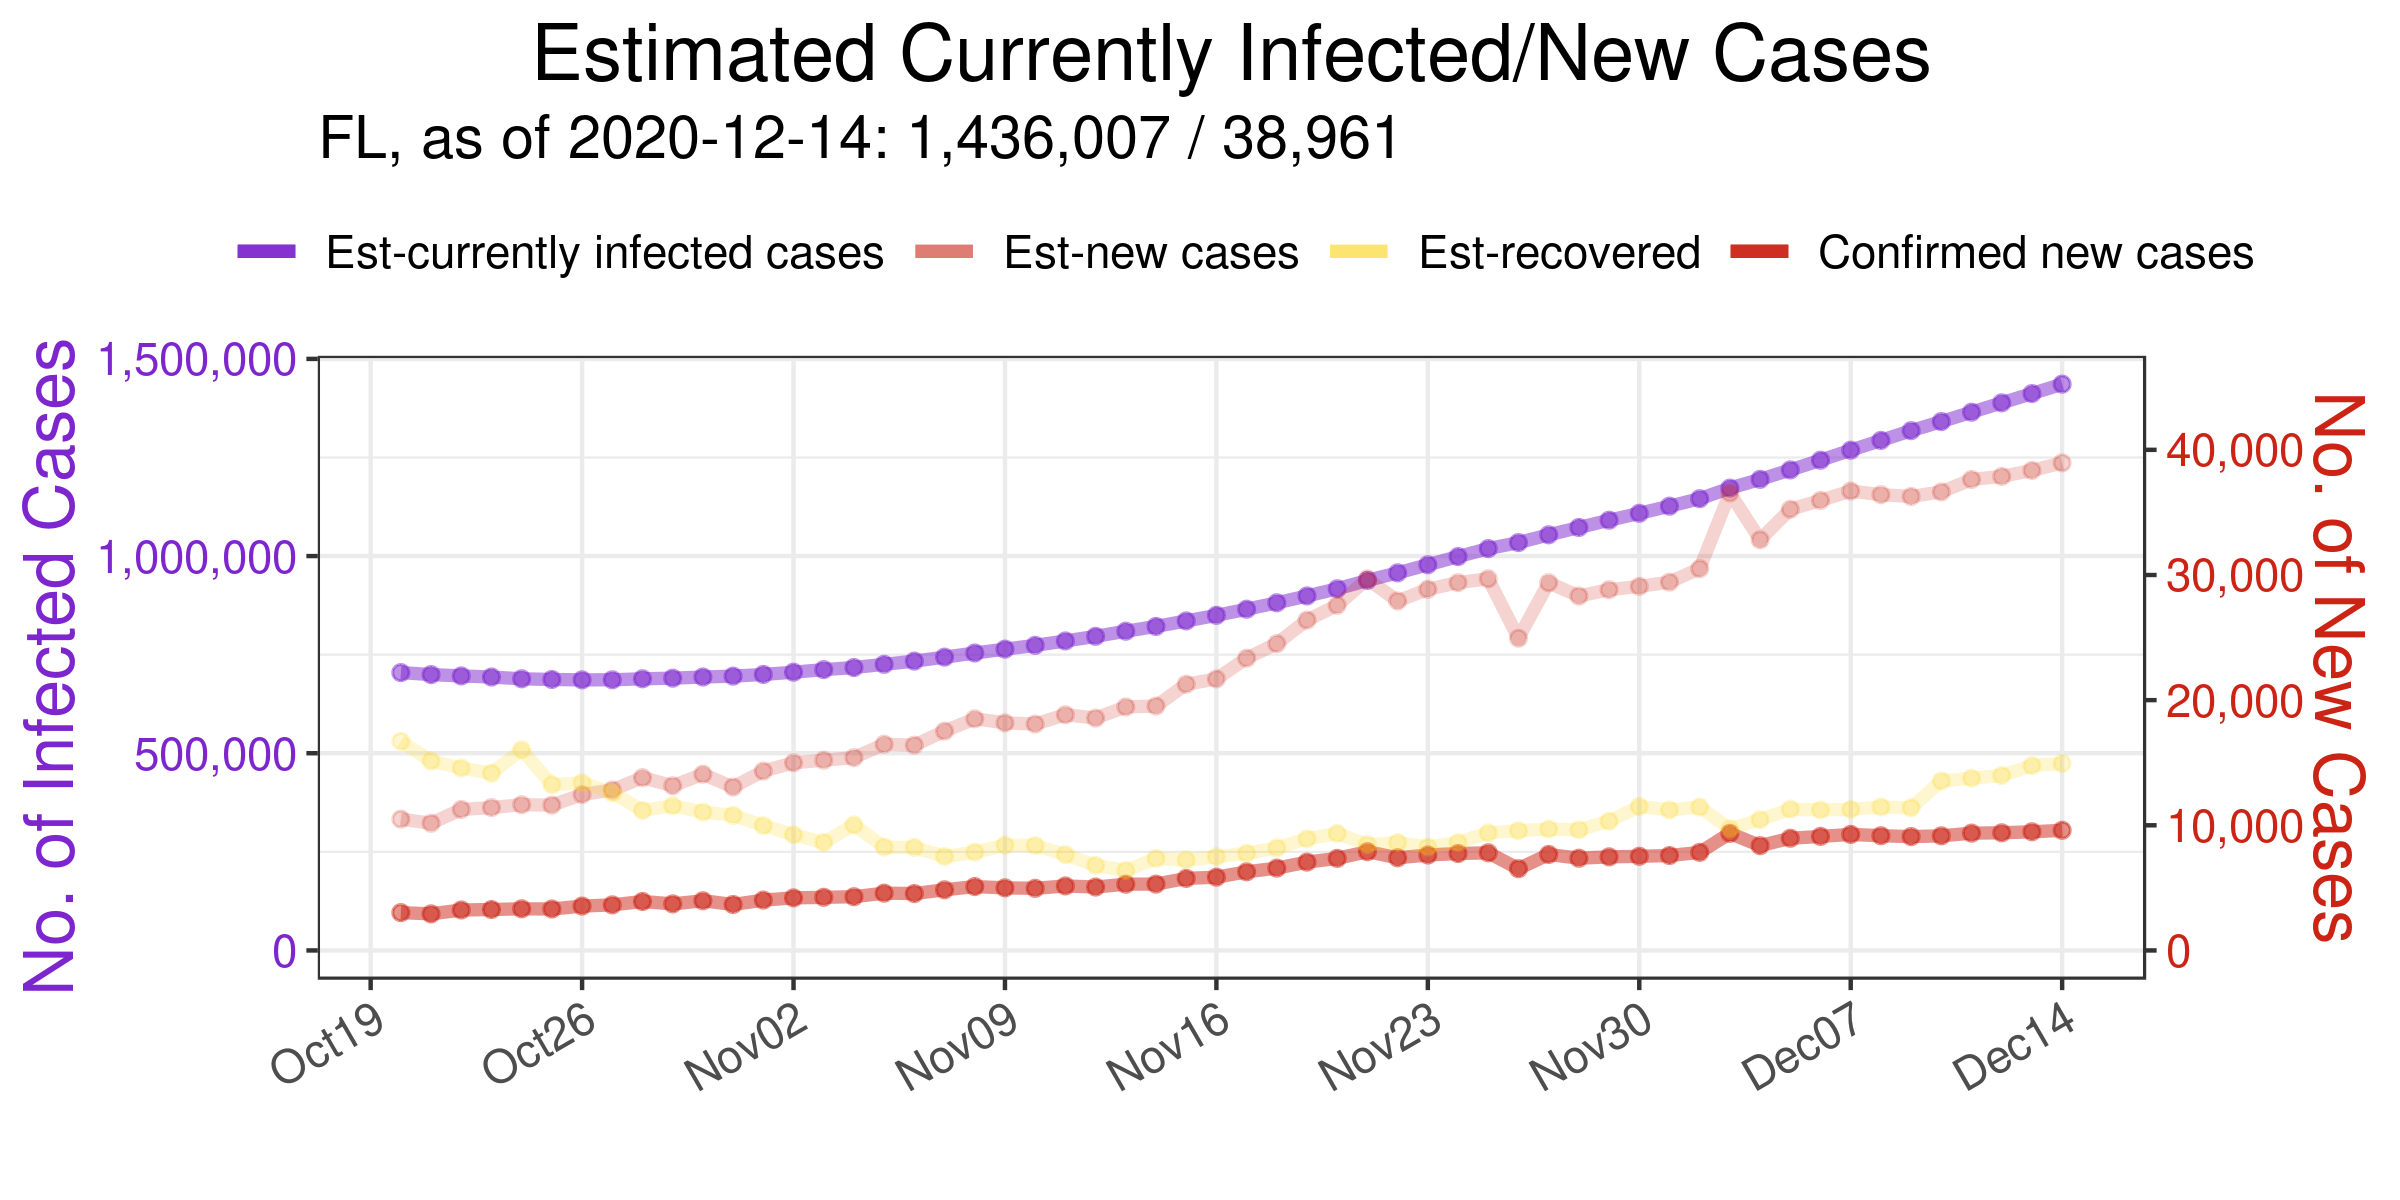 Estimated Currently Infected/New Cases
FL, as of 2020-12-14: 1,436,007 / 38,961
Est-currently infected cases Est-new cases Est-recovered Confirmed new cases
No. of Infected Cases
1,500,000
1,000,000
500,000
0
40,000
30,000
20,000
10,000
0
No. of New Cases
Oct19 Oct26 Nov02 Nov09 Nov16 Nov23 Nov30 Dec07 Dec14